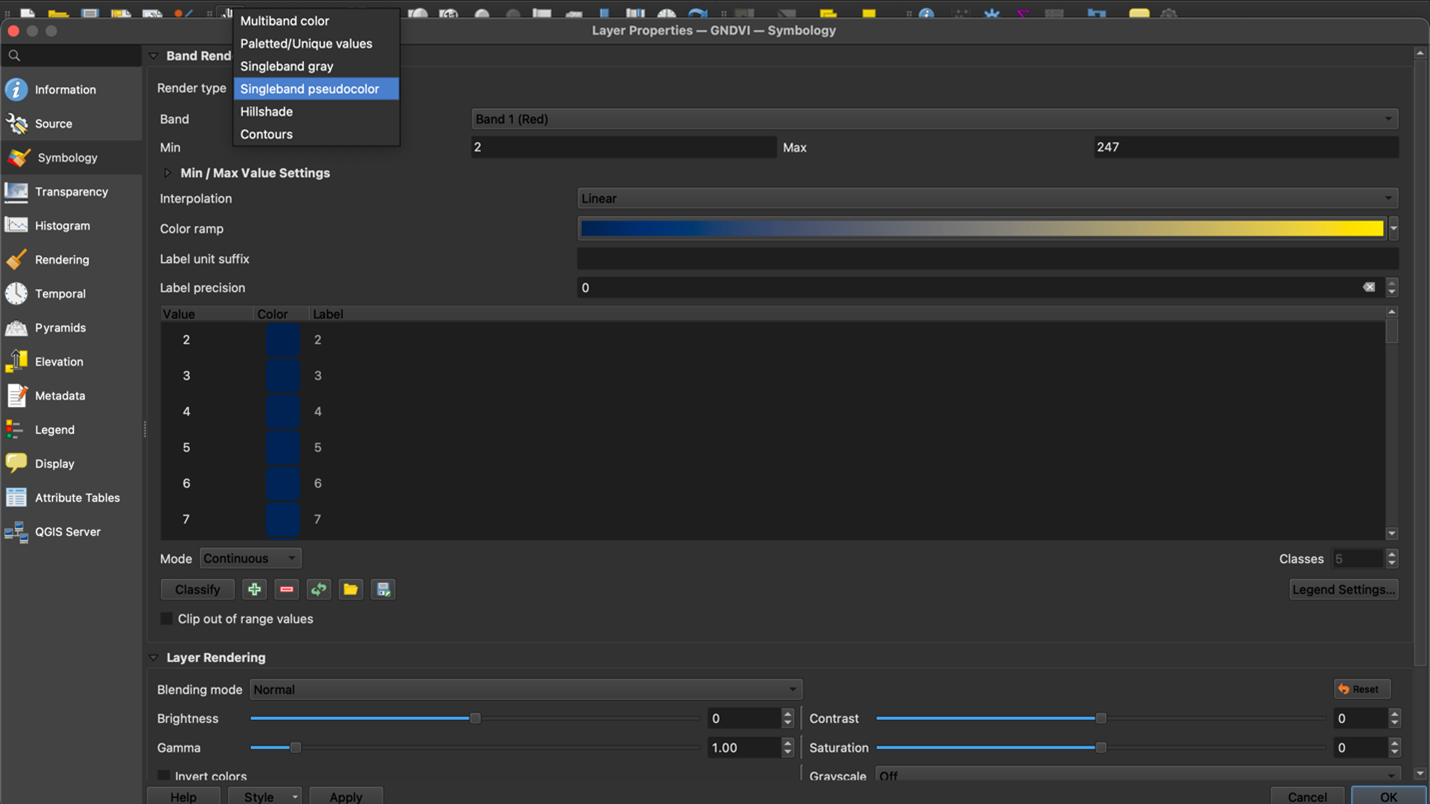 Layer Properties — GNDVI — Symbology
Multiband color
Paletted/Unique values
Singleband gray
Singleband pseudocolor
Hillshade
Contours
Information
Source
Symbology
Transparency
Histogram
Rendering
Temporal
Pyramids
Elevation
Metadata
Legend
Display
Attribute Tables
QGIS Server
Band Rende
Render type
Band Band 1 (Red)
Min 2 Max 247
Min / Max Value Settings
Interpolation Linear
Color ramp
Label unit suffix
Label precision 0
Value Color Label
2 2
3 3
4 4
5 5
6 6
7 7
Mode Continuous Classes 5
Classify Legend Settings...
Clip out of range values
Layer Rendering
Blending mode Normal Reset
Brightness 0 Contrast 0
Gamma 1.00 Saturation 0
Invert colors Grayscale Off
Help Style Apply Cancel OK